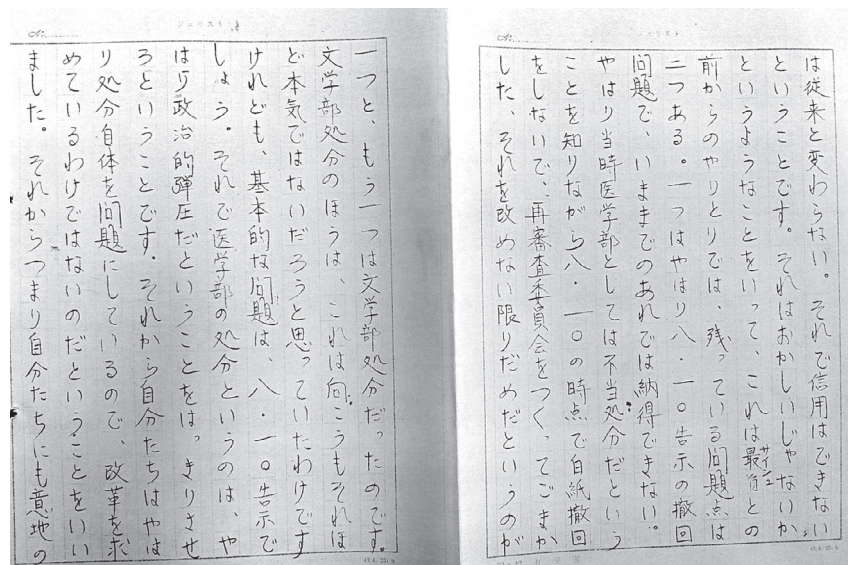 は従来と変わらない。それで信用はできない
ということです。それはおかしいじゃないか
というようなことをいって、これは最首との
サイシュ
前からのやりとりでは、残っている問題点は
二つある。一つはやはり八・一〇告示の撤回
問題で、いままでのあれでは納得できない。
やはり当時医学部としては不当処分だという
ことを知りながら八・一〇の時点で白紙撤回
をしないで、再審査委員会をつくってごまか
した、それを改めない限りだめだというのが
ジュリスト
一つと、もう一つは文学部処分だったのです。
文学部処分のほうは、これは向こうもそれほ
ど本気ではないだろうと思っていたわけです
けれども、基本的な問題は、八・一〇告示で
しょう。それで医学部の処分というのは、や
はり政治的弾圧だということをはっきりさせ
ろということです。それから自分たちはやは
り処分自体を問題にしているので、改革を求
めているわけではないのだということをいい
ました。それからつまり自分たちにも意地の